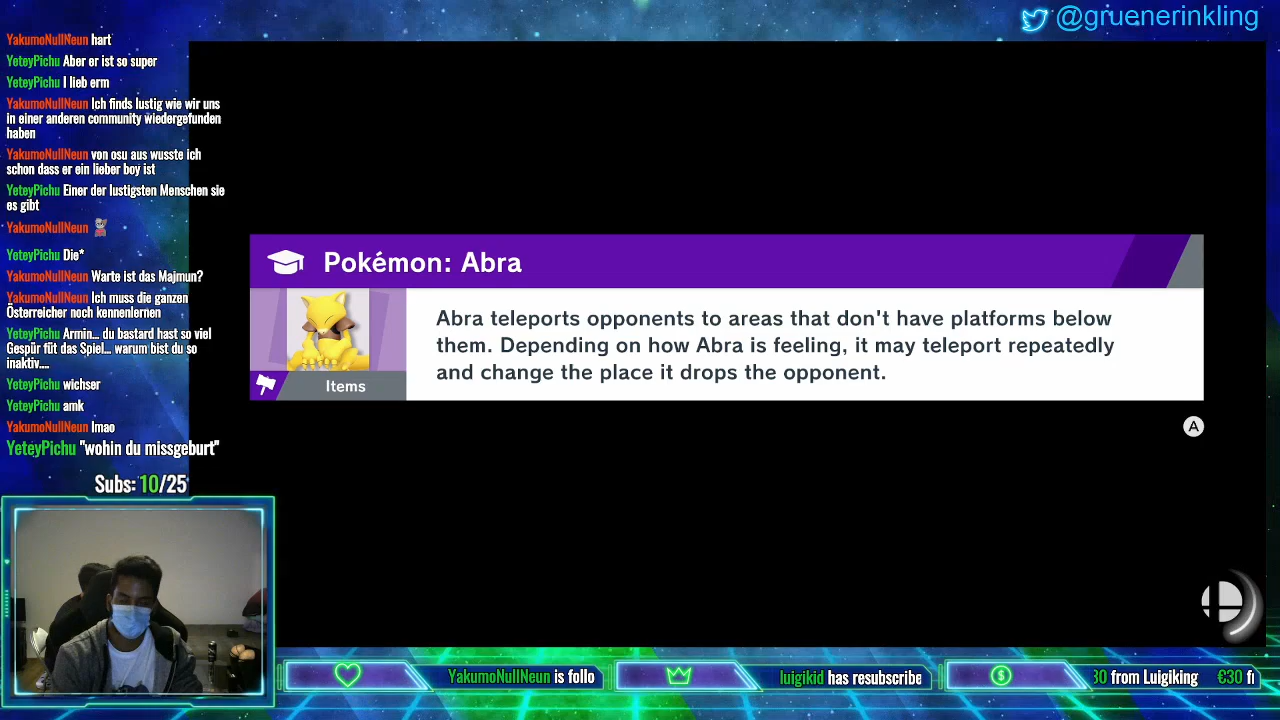 @gruenerinkling
YakumoNullNeun hart
YeteyPichu Aber er ist so super
YeteyPichu I lieb erm
YakumoNullNeun Ich finds lustig wie wir uns
in einer anderen community wiedergefunden
haben
YakumoNullNeun von osu aus wusste ich
schon dass er ein lieber boy ist
YeteyPichu Einer der lustigsten Menschen sie
es gibt
YakumoNullNeun
YeteyPichu Die*
YakumoNullNeun Warte ist das Majmun?
YakumoNullNeun Ich muss die ganzen
Österreicher noch kennenlernen
YeteyPichu Armin... du bastard hast so viel
Gespür füt das Spiel... warum bist du so
inaktiv....
YeteyPichu wichser
YeteyPichu amk
YakumoNullNeun lmao
YeteyPichu "wohin du missgeburt"
Subs: 10/25
Pokémon: Abra
Abra teleports opponents to areas that don't have platforms below
them. Depending on how Abra is feeling, it may teleport repeatedly
and change the place it drops the opponent.
Items
A
YakumoNullNeun is follo
luigikid has resubscribe
30 from Luigiking €30 fi